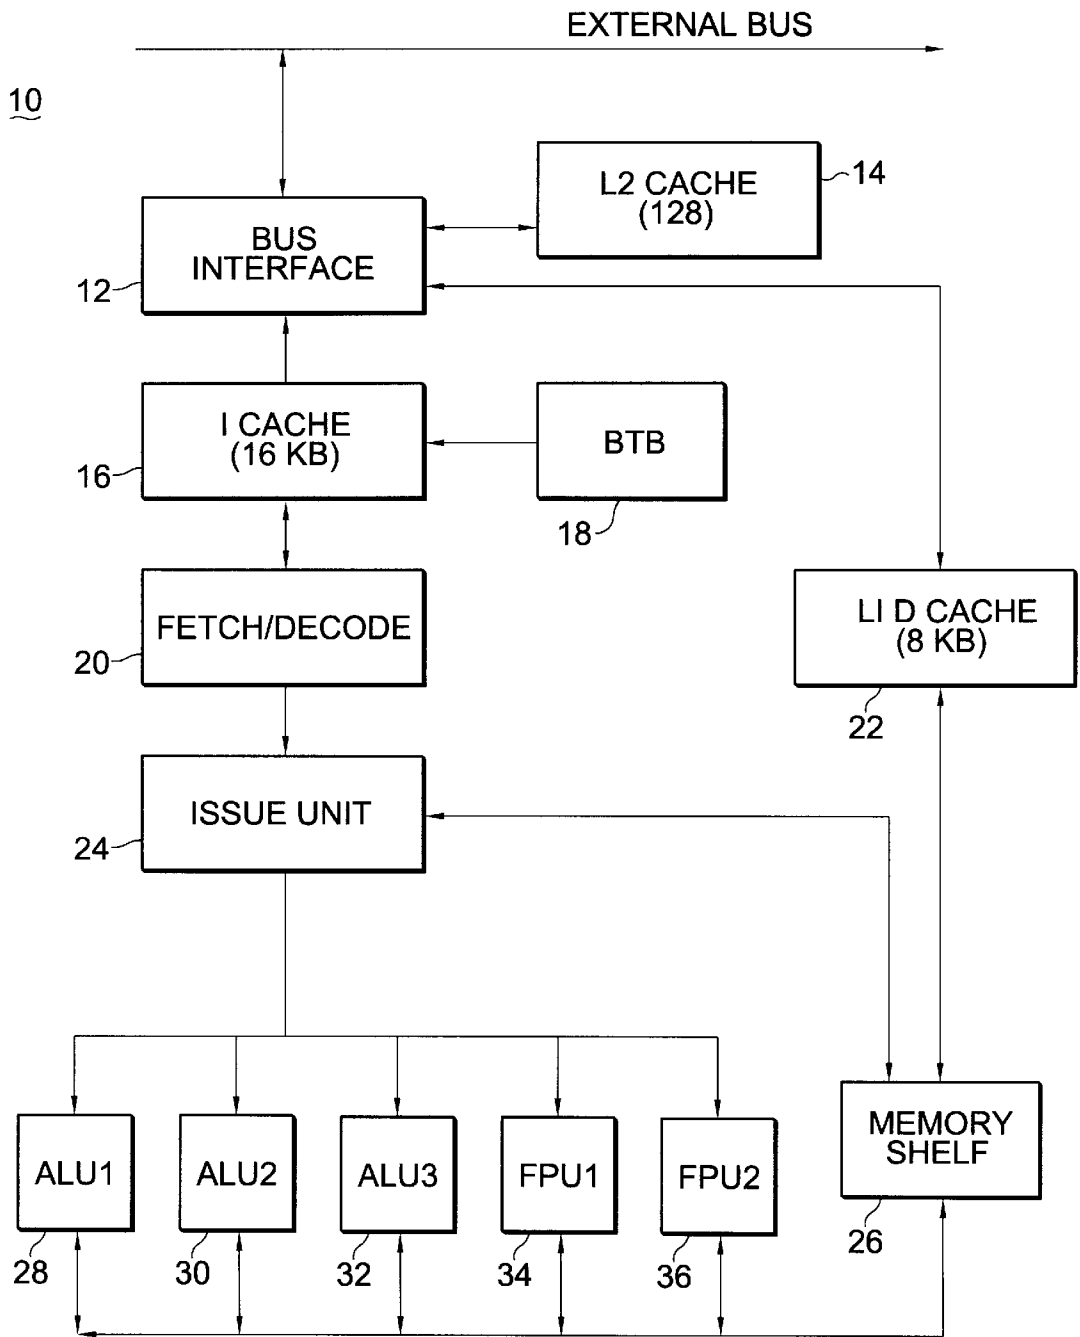 EXTERNAL BUS
10
L2 CACHE
(128)
14
BUS
INTERFACE
12
I CACHE
(16 KB)
16
BTB
18
FETCH/DECODE
20
LI D CACHE
(8 KB)
22
ISSUE UNIT
24
ALU1
ALU2
ALU3
FPU1
FPU2
MEMORY
SHELF
28
30
32
34
36
26